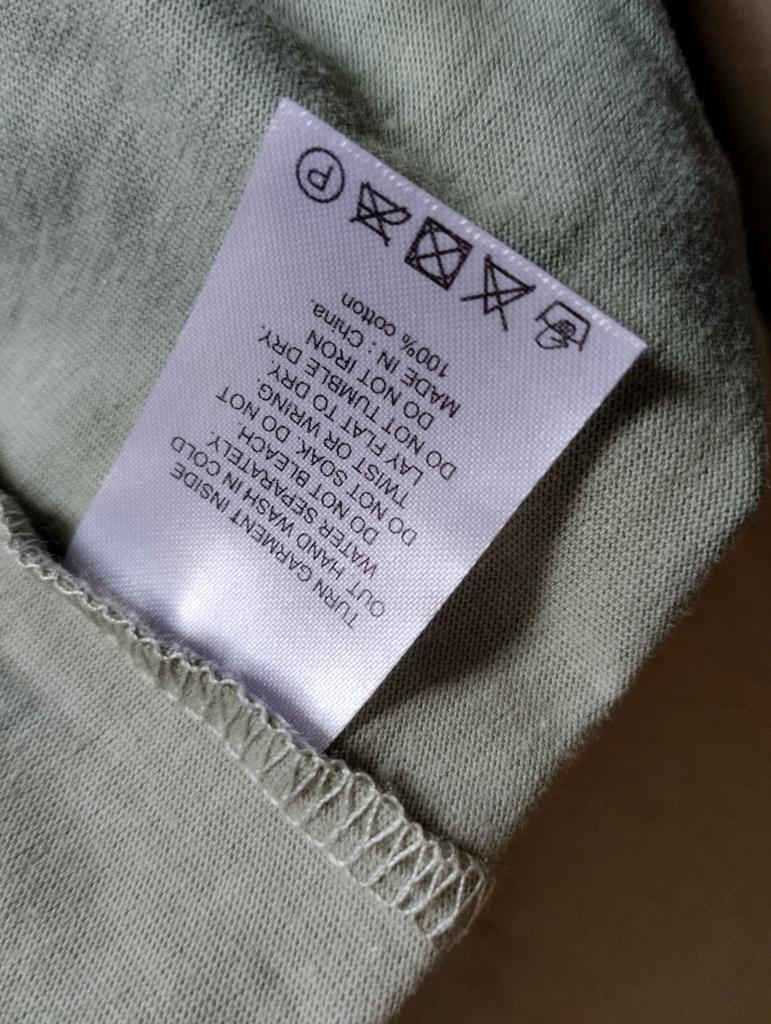 TURN GARMENT INSIDE
OUT HAND WASH IN COLD
WATER SEPARATELY.
DO NOT BLEACH.
DO NOT SOAK. DO NOT
TWIST OR WRING.
LAY FLAT TO DRY.
DO NOT TUMBLE DRY.
DO NOT IRON
MADE IN : China.
100% cotton
P